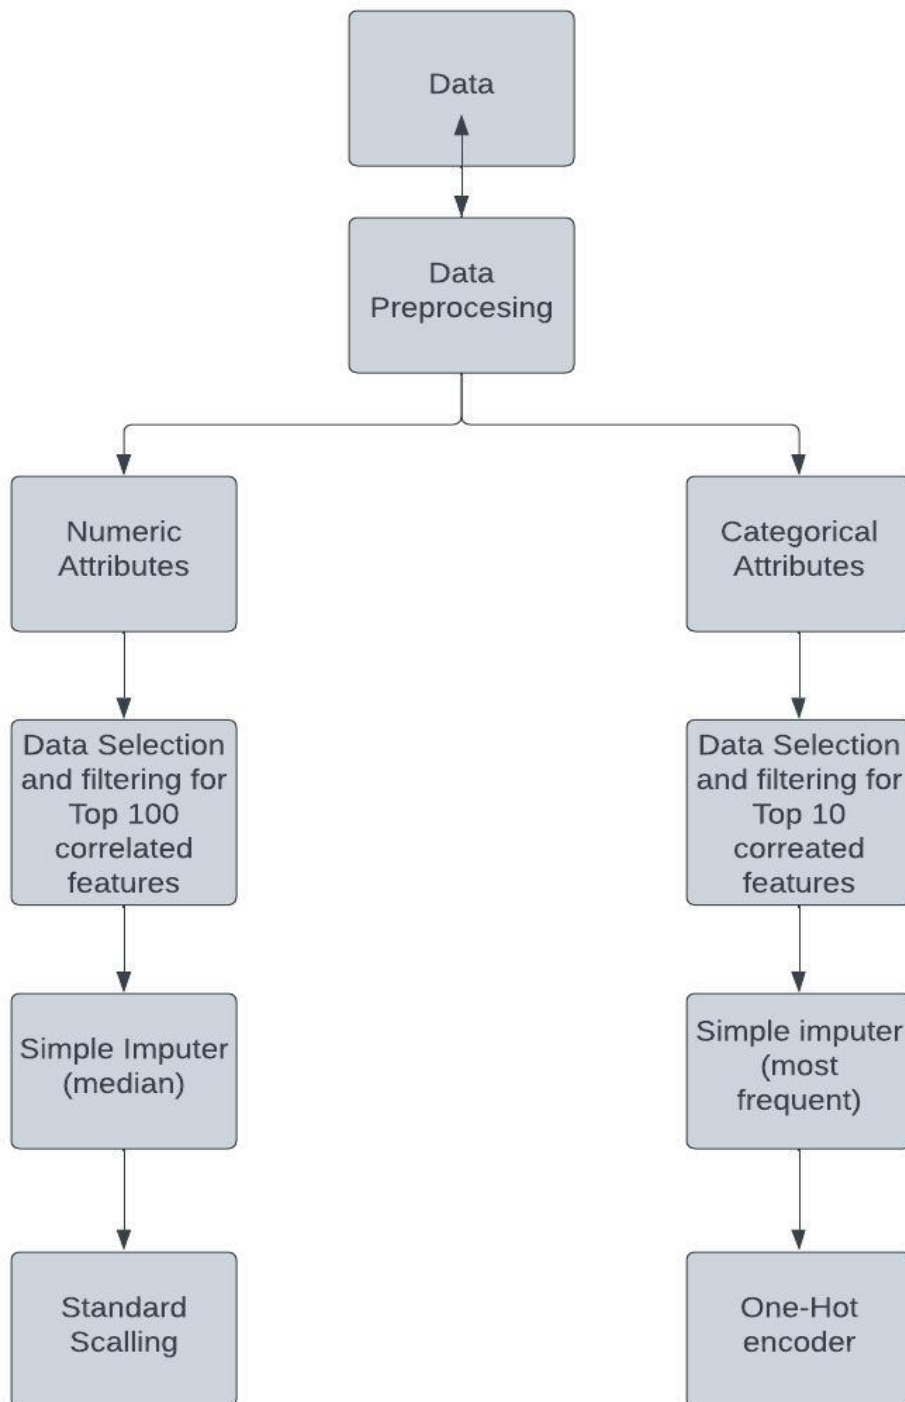 Data
Data
Preprocesing
Numeric
Attributes
Categorical
Attributes
Data Selection
and filtering for
Top 100
correlated
features
Data Selection
and filtering for
Top 10
correated
features
Simple Imputer
(median)
Simple imputer
(most
frequent)
Standard
Scalling
One-Hot
encoder